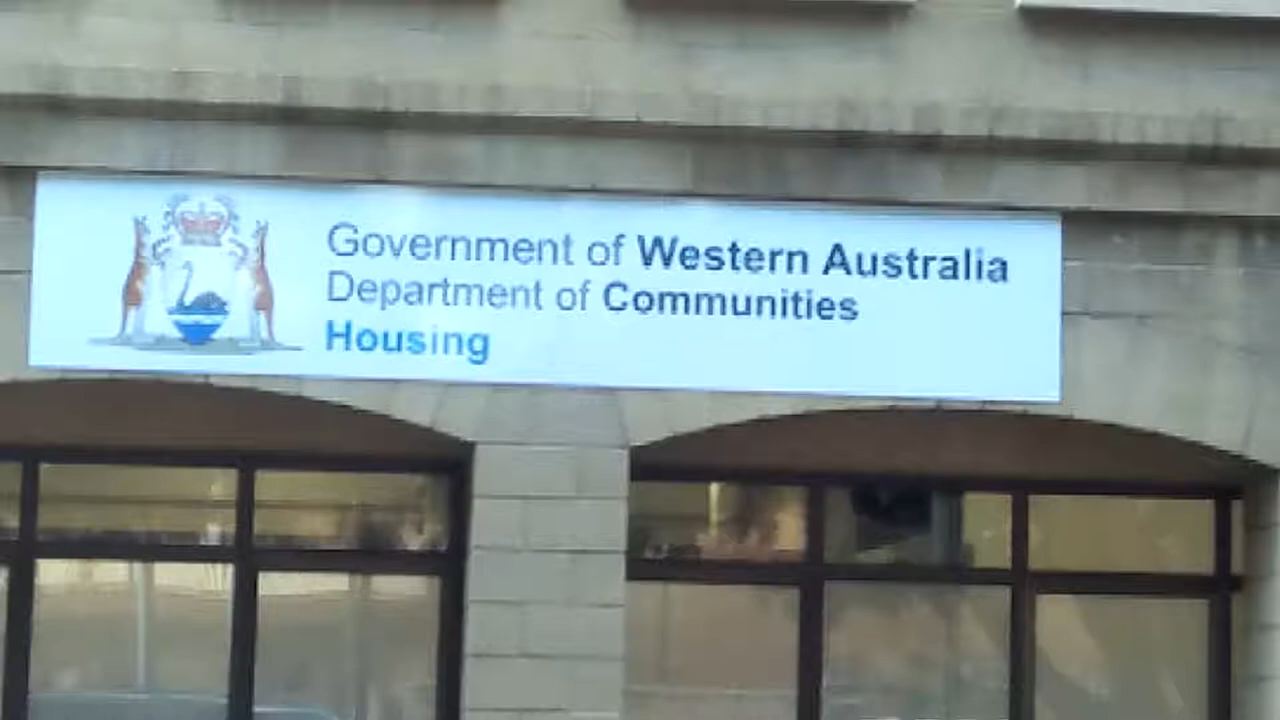 Government of Western Australia
Department of Communities
Housing